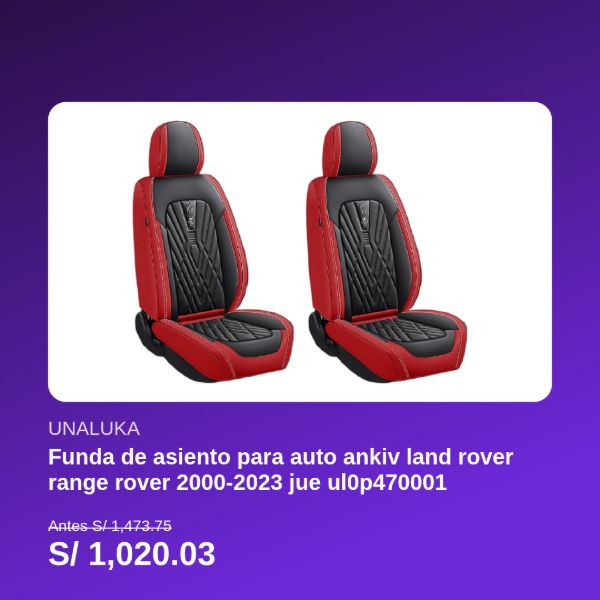 UNALUKA
Funda de asiento para auto ankiv land rover
range rover 2000-2023 jue ul0p470001
Antes S/ 1,473.75
S/ 1,020.03